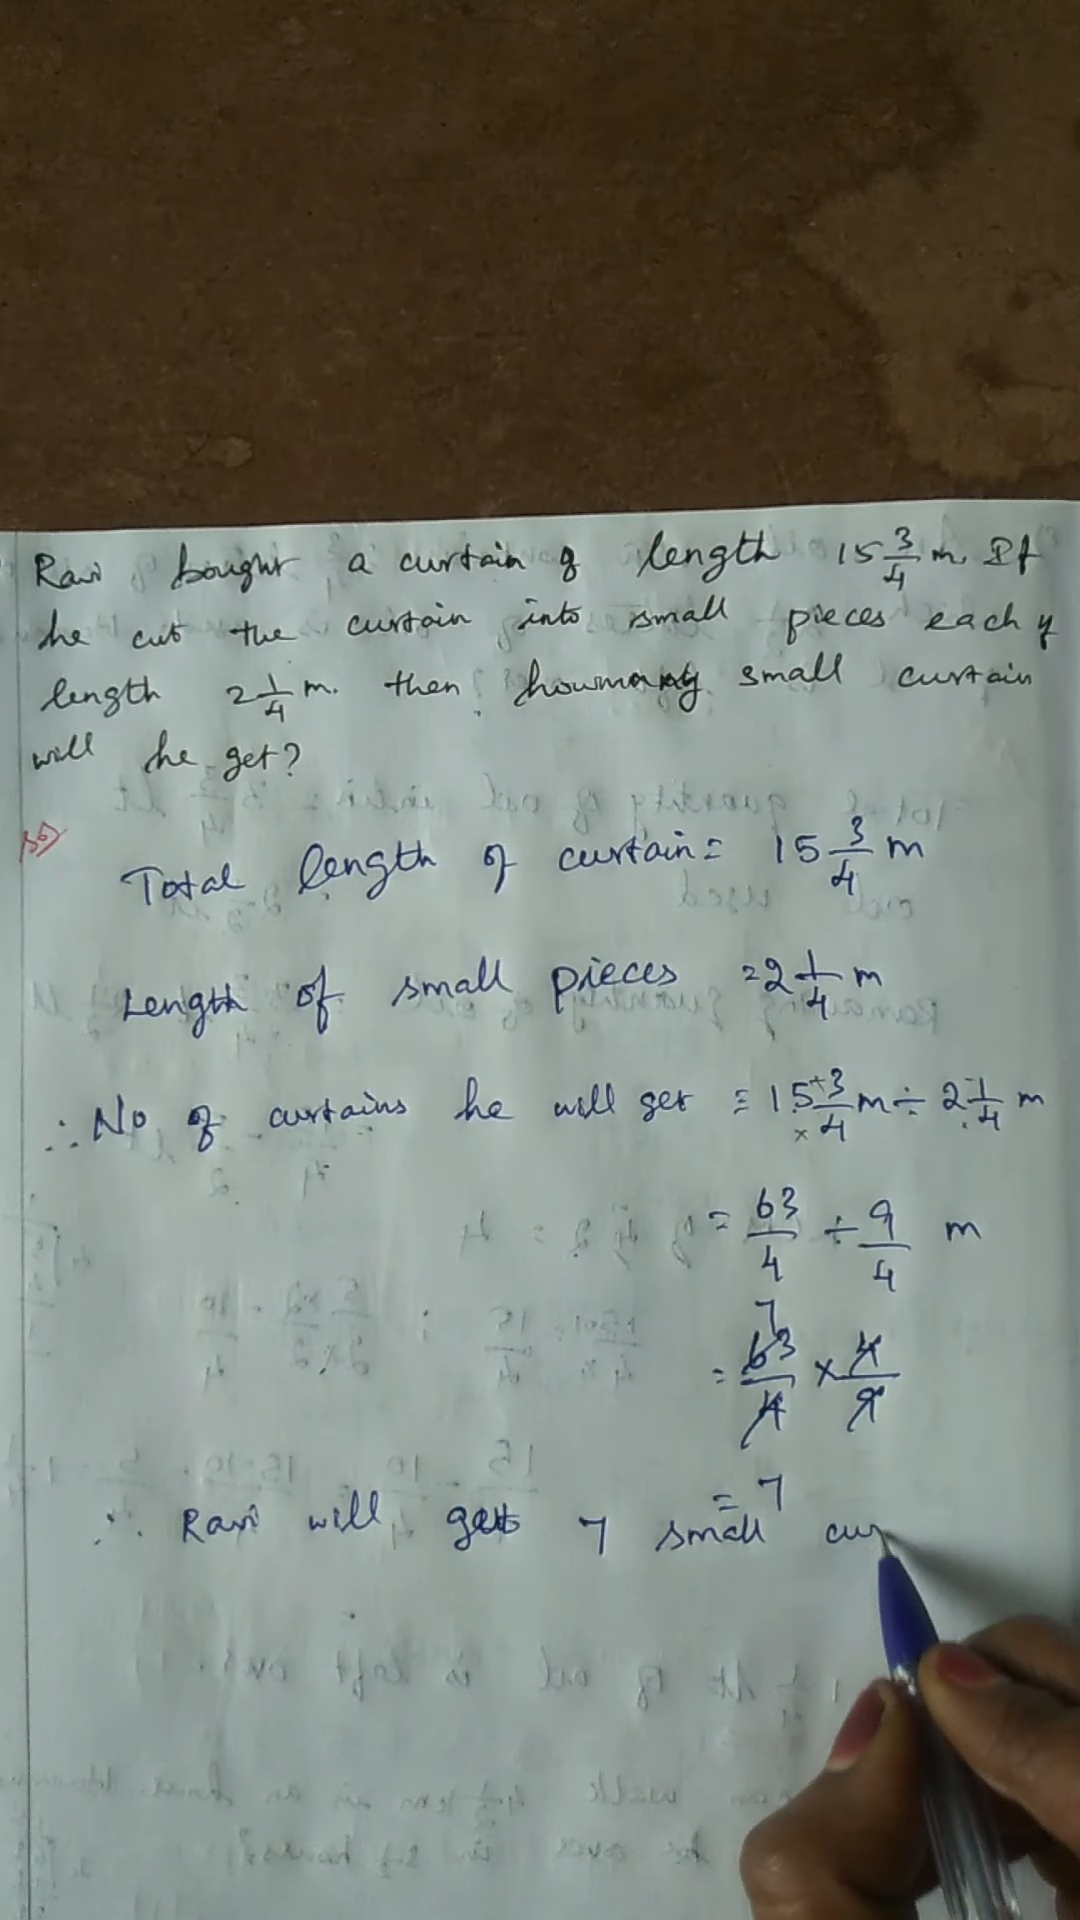 Ravi bought a curtain of length 15 3/4 m. If
he cut the curtain into small pieces each of
length 2 1/4 m. then howmany small curtain
will he get?
Sol
Total length of curtain = 15 3/4 m
Length of small pieces = 2 1/4 m
∴ No of curtains he will get = 15 3/4 m ÷ 2 1/4 m
= 63/4 ÷ 9/4 m
7
= 63/4 × 4/9
= 7
∴ Ravi will get 7 small cur